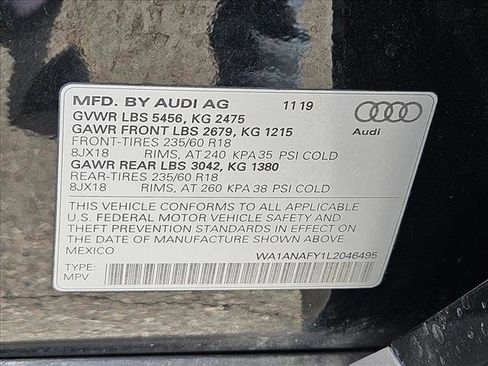 MFD. BY AUDI AG 11 19
GVWR LBS 5456, KG 2475
GAWR FRONT LBS 2679, KG 1215
FRONT-TIRES 235/60 R18
8JX18 RIMS, AT 240 KPA 35 PSI COLD
GAWR REAR LBS 3042, KG 1380
REAR-TIRES 235/60 R18
8JX18 RIMS, AT 260 KPA 38 PSI COLD
Audi
THIS VEHICLE CONFORMS TO ALL APPLICABLE
U.S. FEDERAL MOTOR VEHICLE SAFETY AND
THEFT PREVENTION STANDARDS IN EFFECT ON
THE DATE OF MANUFACTURE SHOWN ABOVE.
MEXICO
WA1ANAFY1L2046495
TYPE:
MPV